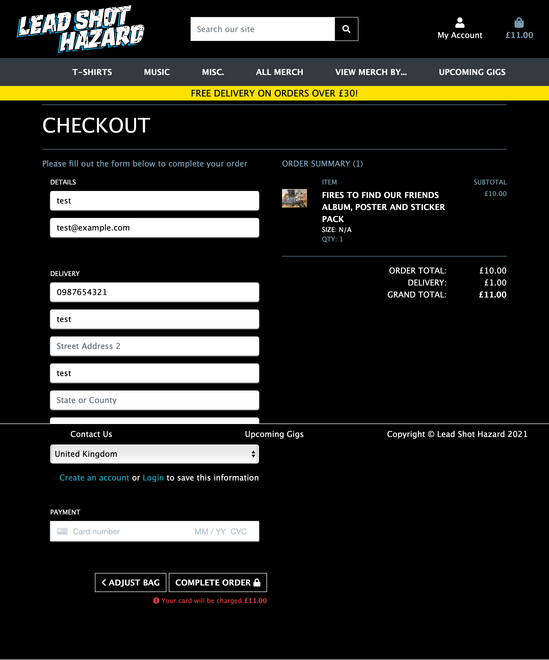 LEAD SHOT
HAZARD
Search our site
My Account
£11.00
T-SHIRTS MUSIC MISC. ALL MERCH VIEW MERCH BY... UPCOMING GIGS
FREE DELIVERY ON ORDERS OVER £30!
CHECKOUT
Please fill out the form below to complete your order
DETAILS
test
test@example.com
DELIVERY
0987654321
test
Street Address 2
test
State or County
ORDER SUMMARY (1)
ITEM SUBTOTAL
FIRES TO FIND OUR FRIENDS £10.00
ALBUM, POSTER AND STICKER
PACK
SIZE: N/A
QTY: 1
ORDER TOTAL: £10.00
DELIVERY: £1.00
GRAND TOTAL: £11.00
Contact Us Upcoming Gigs Copyright © Lead Shot Hazard 2021
United Kingdom
Create an account or Login to save this information
PAYMENT
Card number MM / YY CVC
ADJUST BAG COMPLETE ORDER
Your card will be charged £11.00